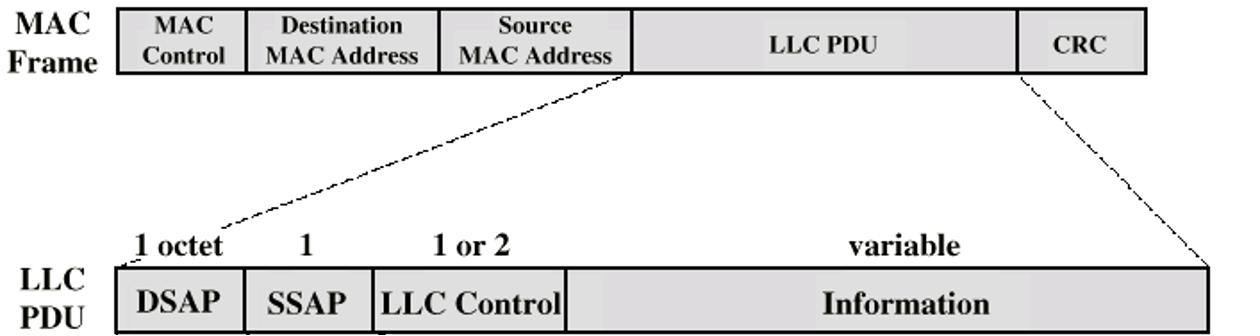 MAC Frame
MAC Control
Destination MAC Address
Source MAC Address
LLC PDU
CRC
1 octet
1
1 or 2
variable
LLC PDU
DSAP
SSAP
LLC Control
Information